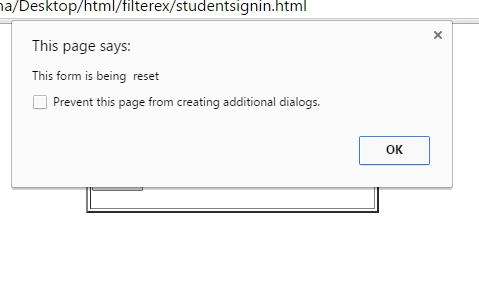 na/Desktop/html/filterex/studentsignin.html
This page says:
This form is being  reset
Prevent this page from creating additional dialogs.
OK